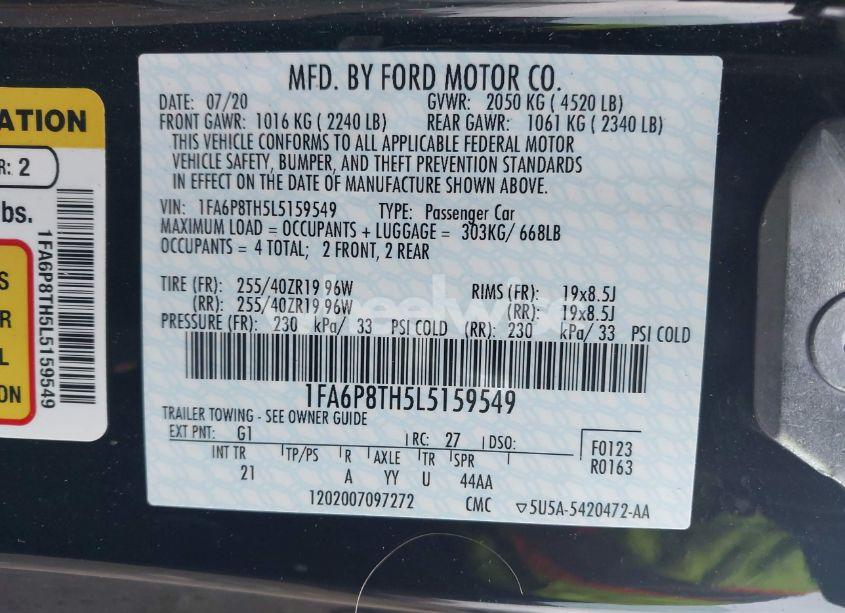 ATION
R: 2
bs.
S
R
L
ON
1FA6P8TH5L5159549
MFD. BY FORD MOTOR CO.
DATE: 07/20 GVWR: 2050 KG ( 4520 LB)
FRONT GAWR: 1016 KG ( 2240 LB) REAR GAWR: 1061 KG ( 2340 LB)
THIS VEHICLE CONFORMS TO ALL APPLICABLE FEDERAL MOTOR
VEHICLE SAFETY, BUMPER, AND THEFT PREVENTION STANDARDS
IN EFFECT ON THE DATE OF MANUFACTURE SHOWN ABOVE.
VIN: 1FA6P8TH5L5159549 TYPE: Passenger Car
MAXIMUM LOAD = OCCUPANTS + LUGGAGE = 303KG/ 668LB
OCCUPANTS = 4 TOTAL; 2 FRONT, 2 REAR
TIRE (FR): 255/40ZR19 96W RIMS (FR): 19x8.5J
(RR): 255/40ZR19 96W (RR): 19x8.5J
PRESSURE (FR): 230 kPa/ 33 PSI COLD (RR): 230 kPa/ 33 PSI COLD
1FA6P8TH5L5159549
TRAILER TOWING - SEE OWNER GUIDE
EXT PNT: G1 RC: 27 DSO: F0123
INT TR TP/PS R AXLE TR SPR R0163
21 A YY U 44AA
1202007097272 CMC ▽5U5A-5420472-AA